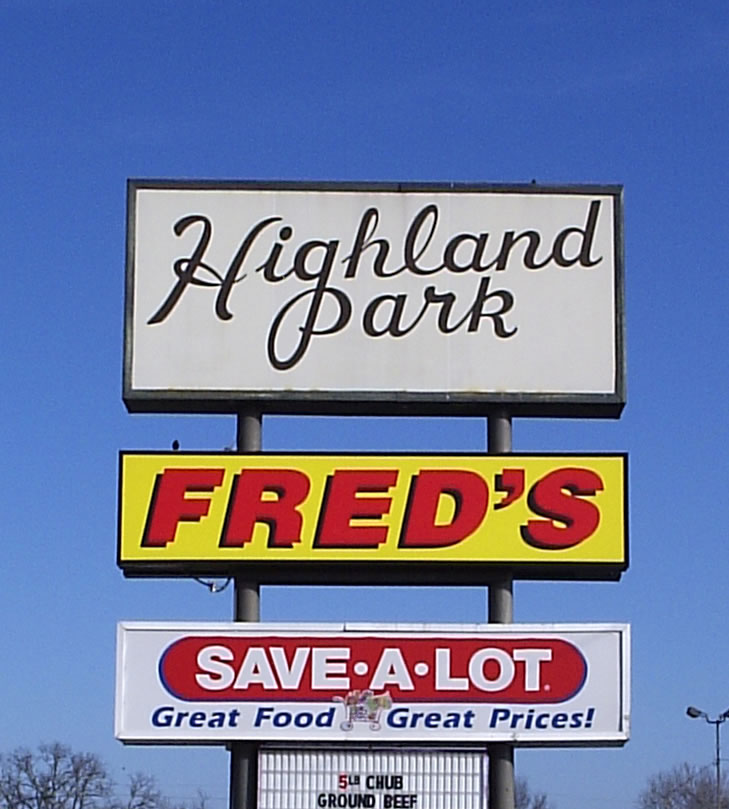 Highland
Park
FRED'S
SAVE·A·LOT
Great Food Great Prices!
5LB CHUB
GROUND BEEF